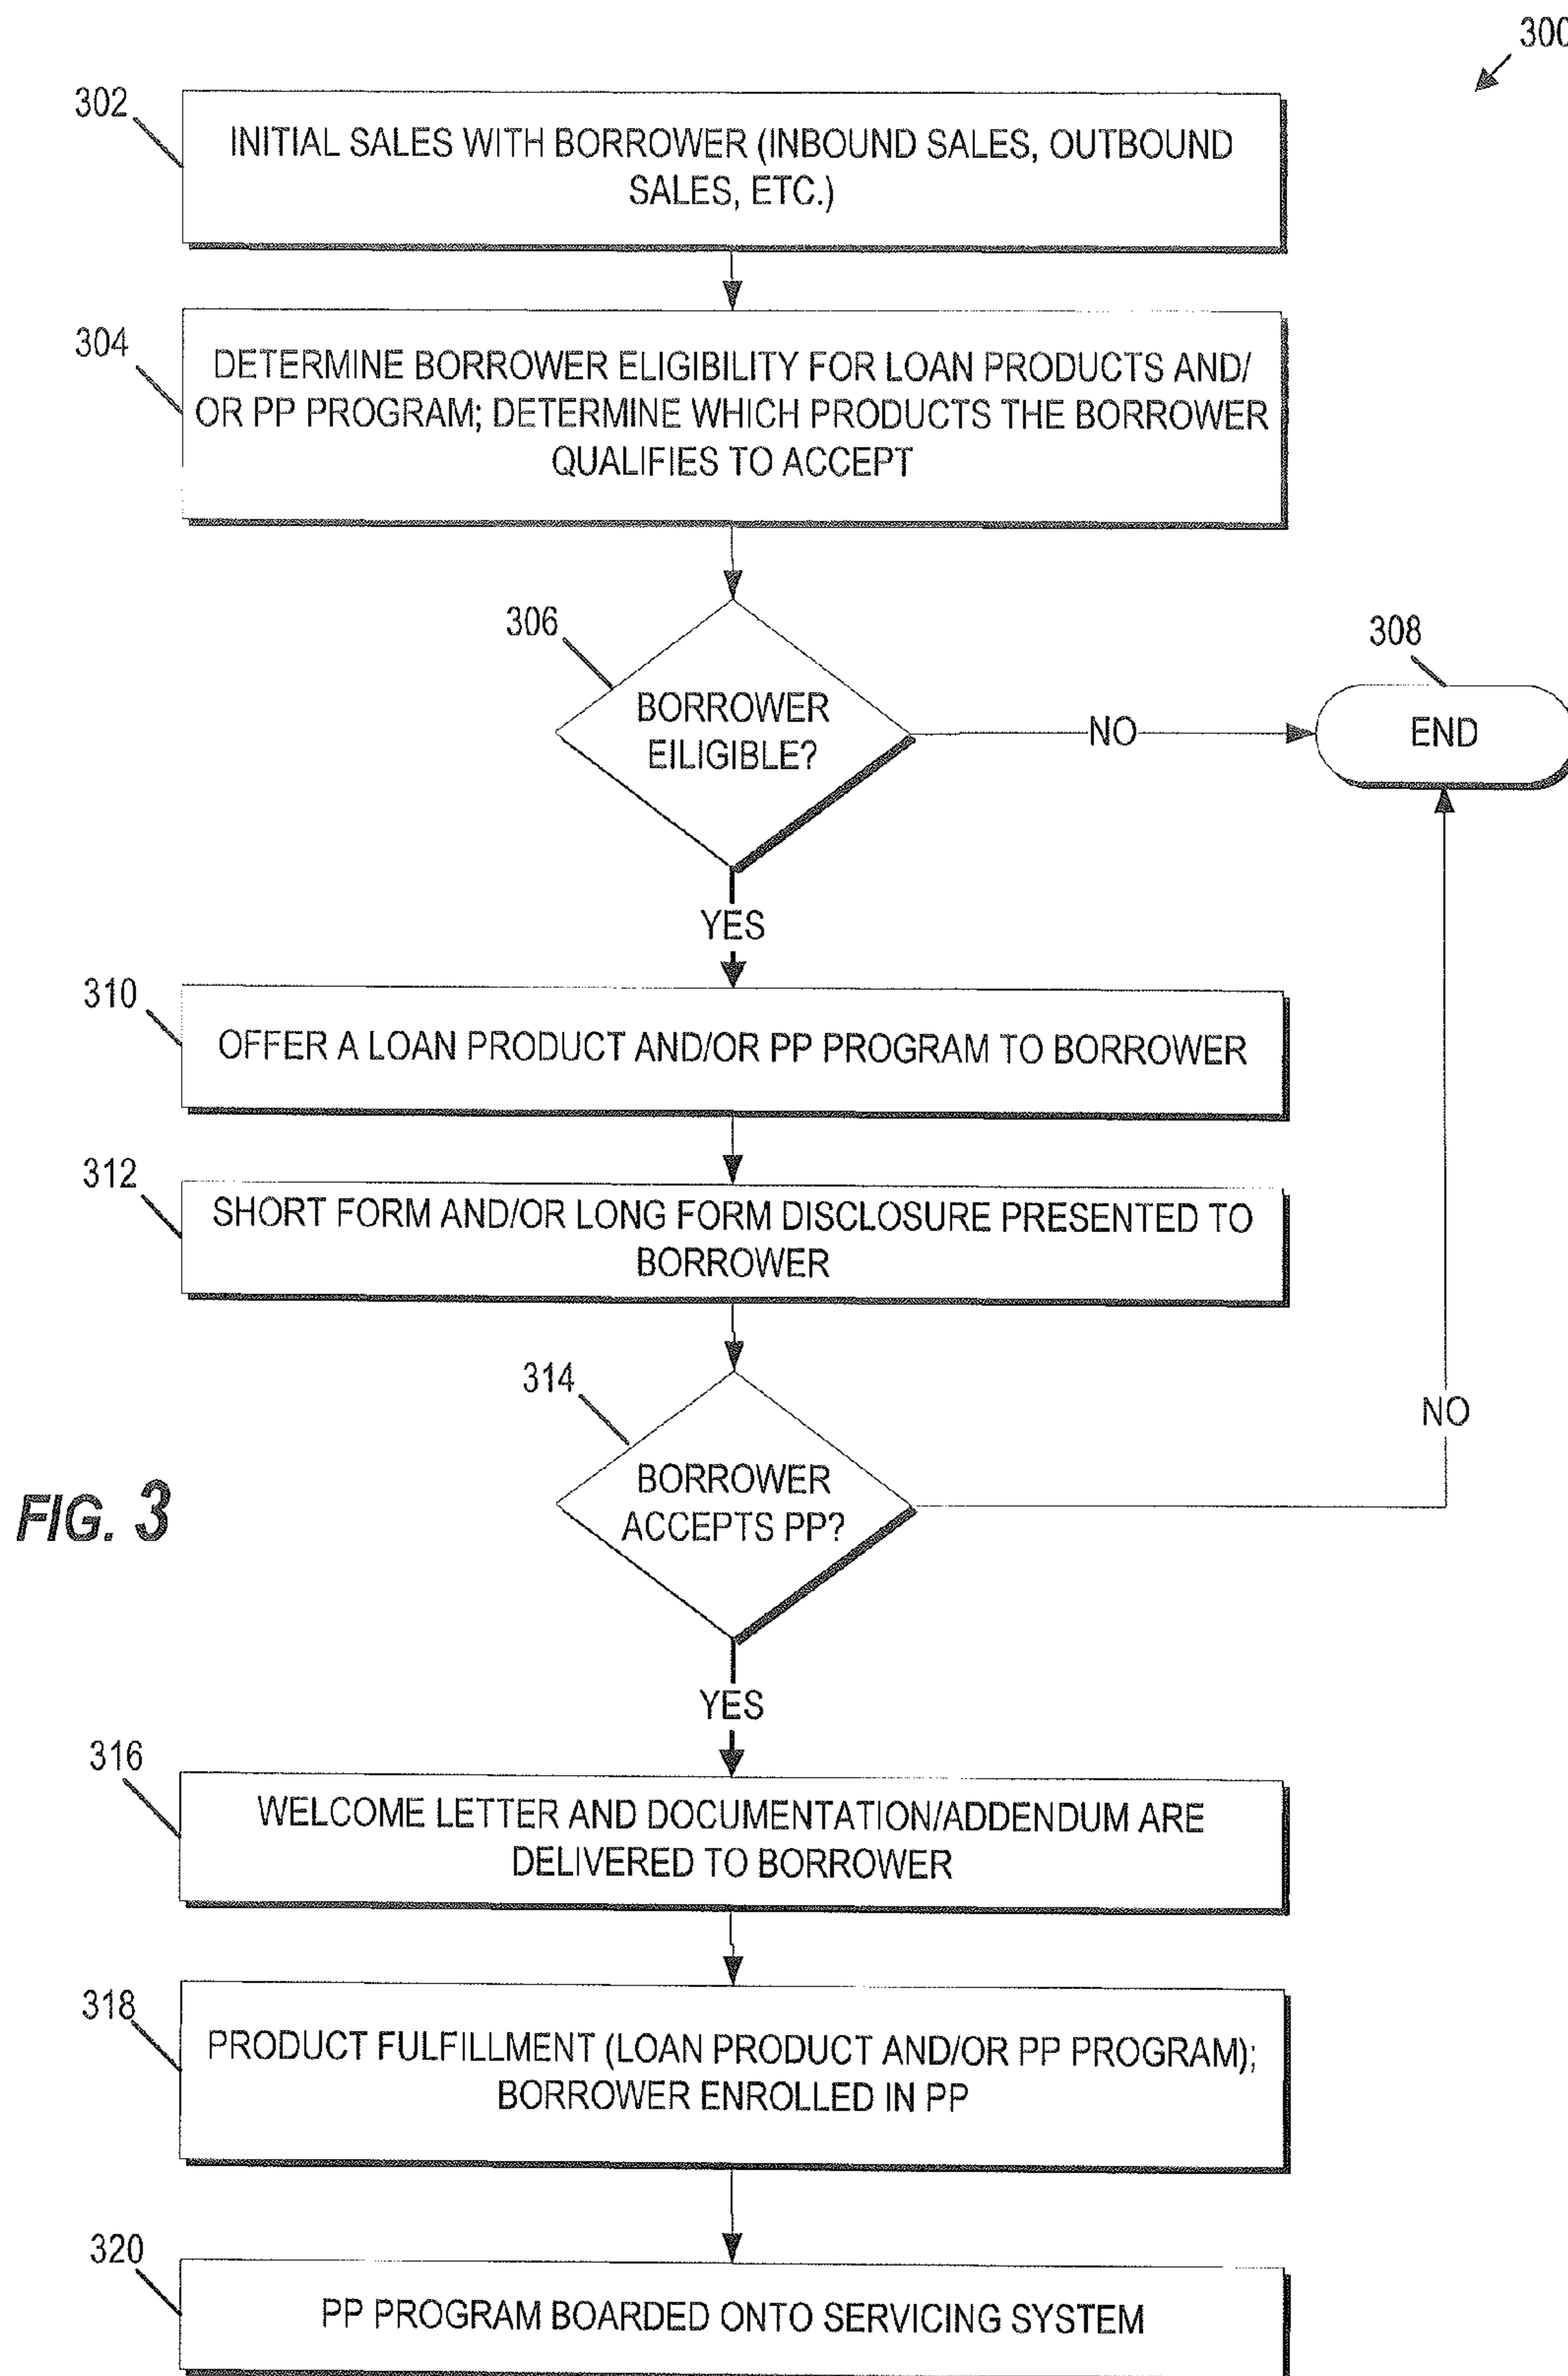 300
302
INITIAL SALES WITH BORROWER (INBOUND SALES, OUTBOUND
SALES, ETC.)
304
DETERMINE BORROWER ELIGIBILITY FOR LOAN PRODUCTS AND/
OR PP PROGRAM; DETERMINE WHICH PRODUCTS THE BORROWER
QUALIFIES TO ACCEPT
306
BORROWER
EILIGIBLE?
NO
308
END
YES
310
OFFER A LOAN PRODUCT AND/OR PP PROGRAM TO BORROWER
312
SHORT FORM AND/OR LONG FORM DISCLOSURE PRESENTED TO
BORROWER
314
BORROWER
ACCEPTS PP?
NO
FIG. 3
YES
316
WELCOME LETTER AND DOCUMENTATION/ADDENDUM ARE
DELIVERED TO BORROWER
318
PRODUCT FULFILLMENT (LOAN PRODUCT AND/OR PP PROGRAM);
BORROWER ENROLLED IN PP
320
PP PROGRAM BOARDED ONTO SERVICING SYSTEM